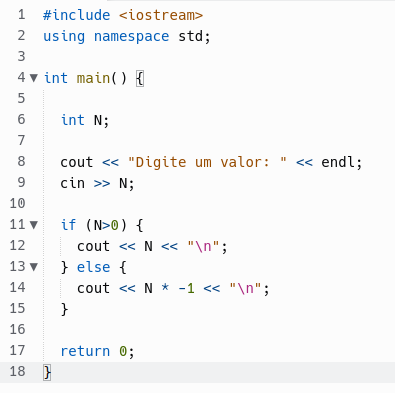 1 #include <iostream>
2 using namespace std;
3
4 int main() {
5
6 int N;
7
8 cout << "Digite um valor: " << endl;
9 cin >> N;
10
11 if (N>0) {
12 cout << N << "\n";
13 } else {
14 cout << N * -1 << "\n";
15 }
16
17 return 0;
18 }